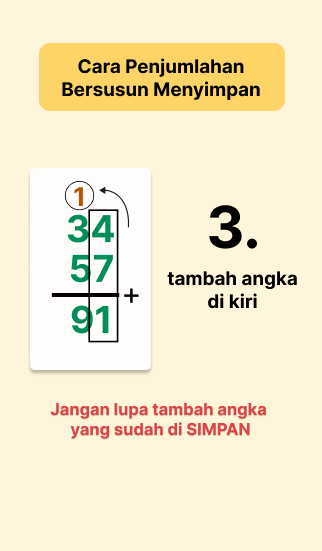 Cara Penjumlahan
Bersusun Menyimpan
1
34
57
+
91
3.
tambah angka
di kiri
Jangan lupa tambah angka
yang sudah di SIMPAN